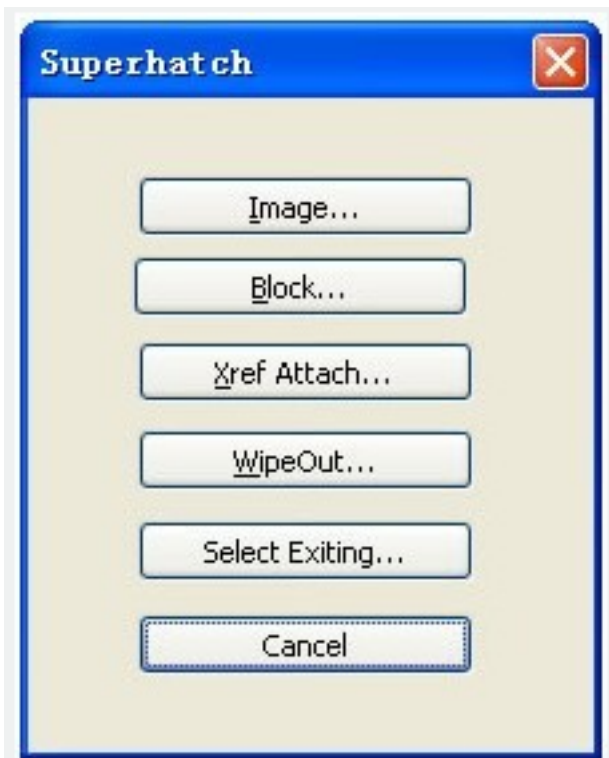 Superhatch
Image...
Block...
Xref Attach...
WipeOut...
Select Exiting...
Cancel